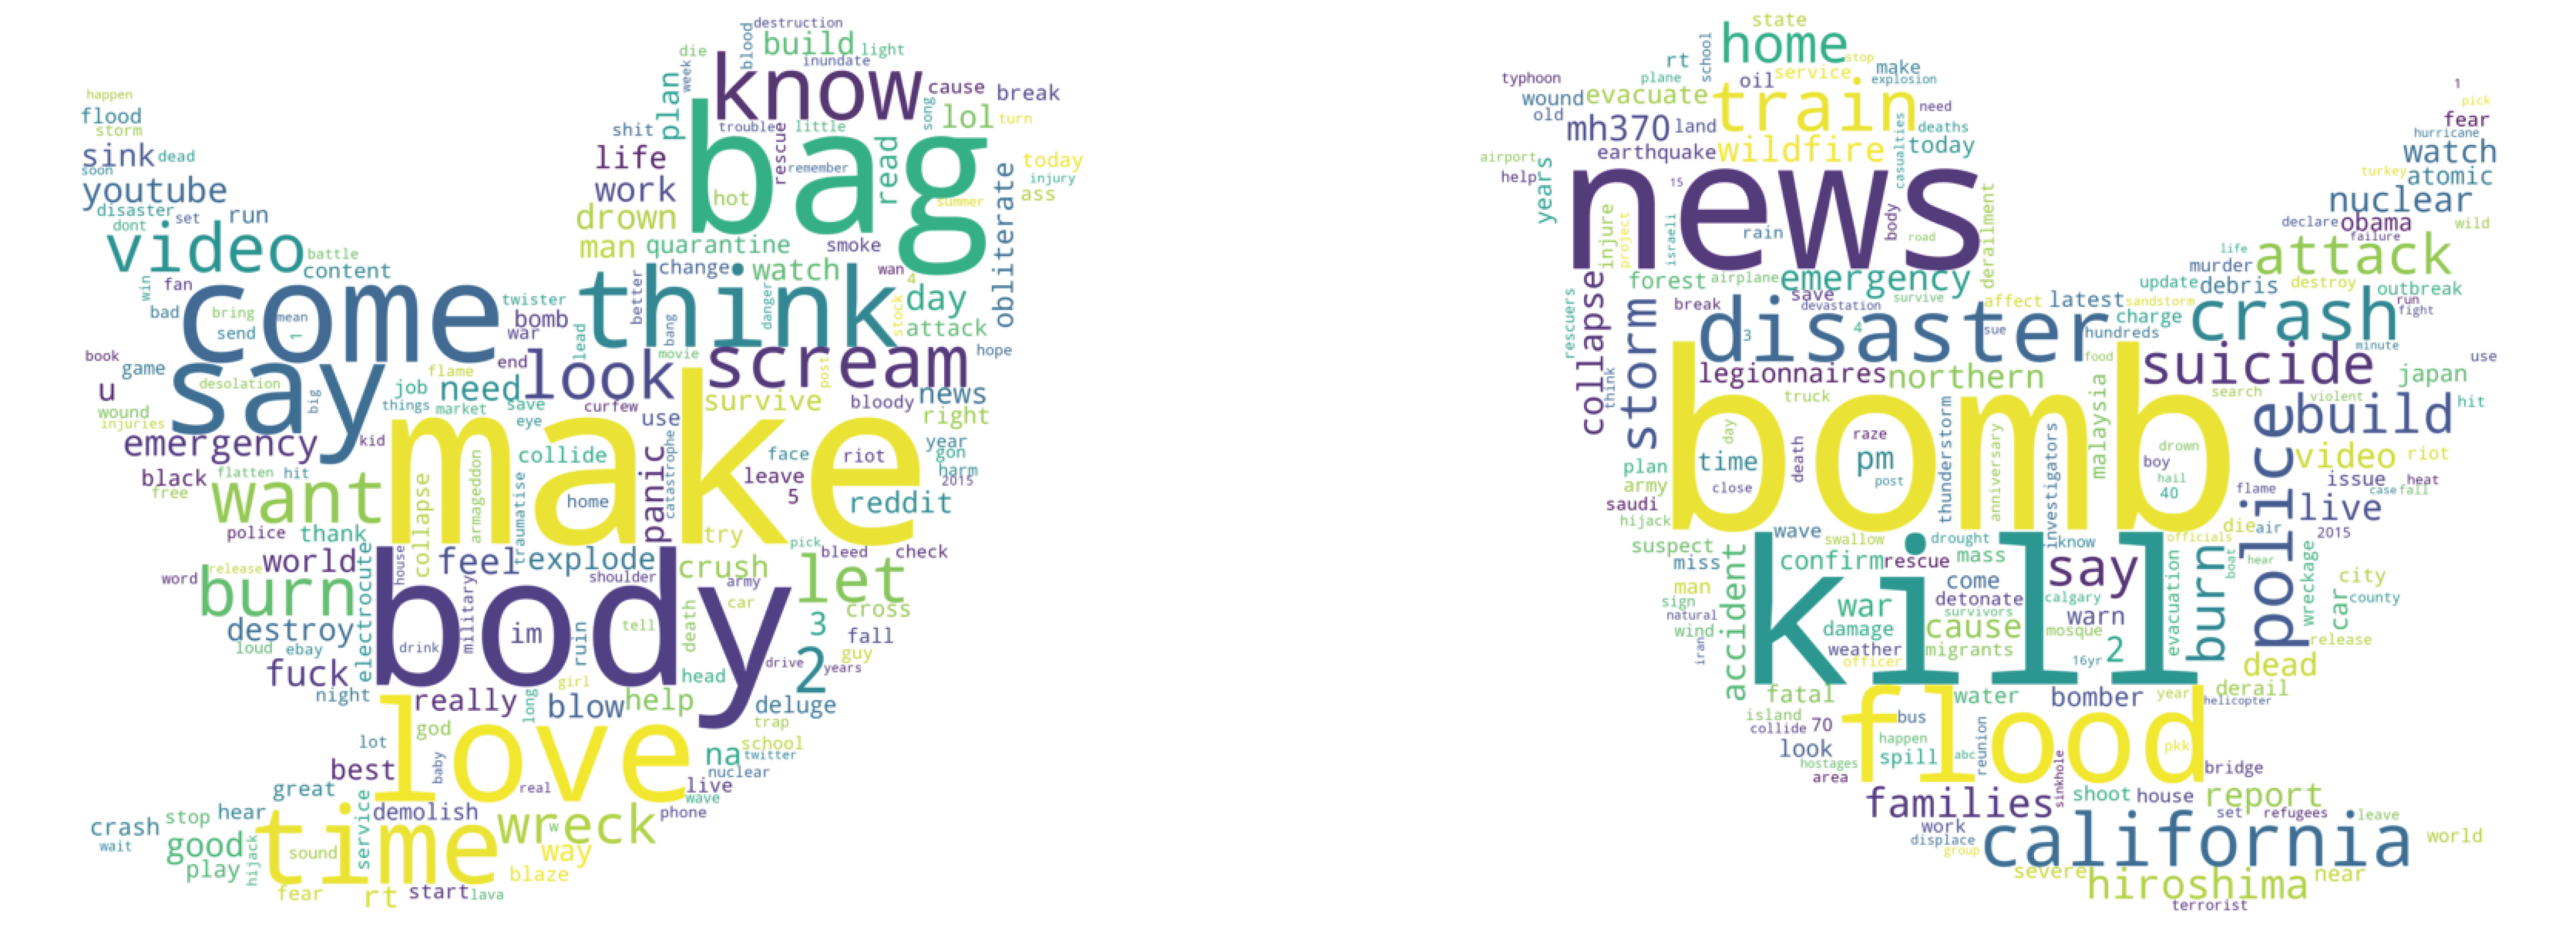 destruction
blood
die
build
light
week
inundate
know
plan
cause
break
happen
flood
storm
shit
trouble
little
song
lol
turn
sink
dead
soon
life
rescue
bag
read
today
youtube
work
remember
injury
disaster
set
run
hot
summer
ass
dont
drown
obliterate
video
battle
man
quarantine
smoke
content
change
watch
wan
4
win
fan
think
better
danger
stock
day
come
twister
bad
bring
mean
bomb
attack
send
1
war
lead
bang
scream
hope
book
end
movie
post
game
say
look
flame
desolation
job
need
news
u
big
things
market
save
curfew
use
survive
bloody
right
wound
injuries
eye
make
emergency
kid
collide
panic
catastrophe
face
riot
year
gon
black
flatten
hit
armageddon
leave
harm
free
want
collapse
home
5
2015
traumatise
reddit
police
thank
try
pick
bleed
check
world
house
feel
explode
crush
let
word
release
electrocute
shoulder
army
burn
body
military
car
cross
destroy
im
ruin
tell
death
3
fall
loud
ebay
drink
guy
fuck
head
drive
2
years
night
girl
really
long
blow
help
deluge
god
trap
lot
love
na
school
twitter
best
baby
nuclear
great
real
live
wave
stop
hear
demolish
phone
crash
service
wreck
w
wait
good
time
way
play
hijack
sound
blaze
fear
rt
start
lava
state
home
stop
rt
school
typhoon
plane
oil
service
make
explosion
1
wound
evacuate
train
need
pick
old
fear
mh370
land
deaths
hurricane
earthquake
wildfire
casualties
today
watch
airport
turkey
atomic
help
years
15
news
nuclear
injure
project
israeli
rain
body
road
derailment
declare
obama
wild
failure
forest
airplane
emergency
life
attack
murder
collapse
save
survive
update
debris
destroy
outbreak
rescuers
storm
break
devastation
affect
latest
sandstorm
run
disaster
3
4
sue
hundreds
charge
crash
fight
minute
food
suicide
use
think
legionnaires
northern
malaysia
japan
truck
search
violent
hit
bomb
police
build
plan
day
time
death
raze
pm
thunderstorm
anniversary
investigators
drown
boy
video
riot
army
close
post
hail
40
issue
heat
saudi
flame
case
fall
hijack
live
wave
die
air
2015
suspect
swallow
drought
know
officials
miss
accident
confirm
rescue
mass
say
evacuation
burn
boat
hear
wreckage
man
kill
come
city
sign
war
detonate
calgary
car
county
natural
survivors
warn
wind
damage
cause
mosque
release
iran
weather
migrants
2
officer
16yr
dead
fatal
water
bomber
year
derail
helicopter
island
bus
flood
collide
70
look
happen
reunion
pkk
hostages
spill
abc
area
bridge
families
sinkhole
shoot
house
report
set
refugees
leave
work
california
world
displace
group
severe
hiroshima
near
terrorist